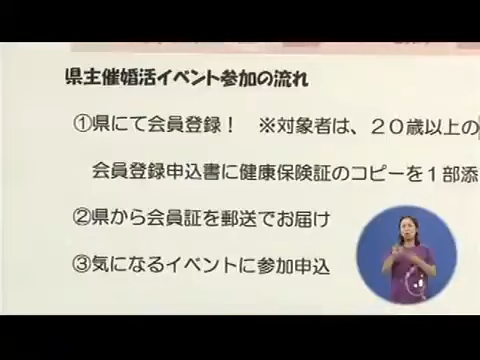 県主催婚活イベント参加の流れ
①県にて会員登録！　※対象者は、２０歳以上の
会員登録申込書に健康保険証のコピーを１部添
②県から会員証を郵送でお届け
③気になるイベントに参加申込